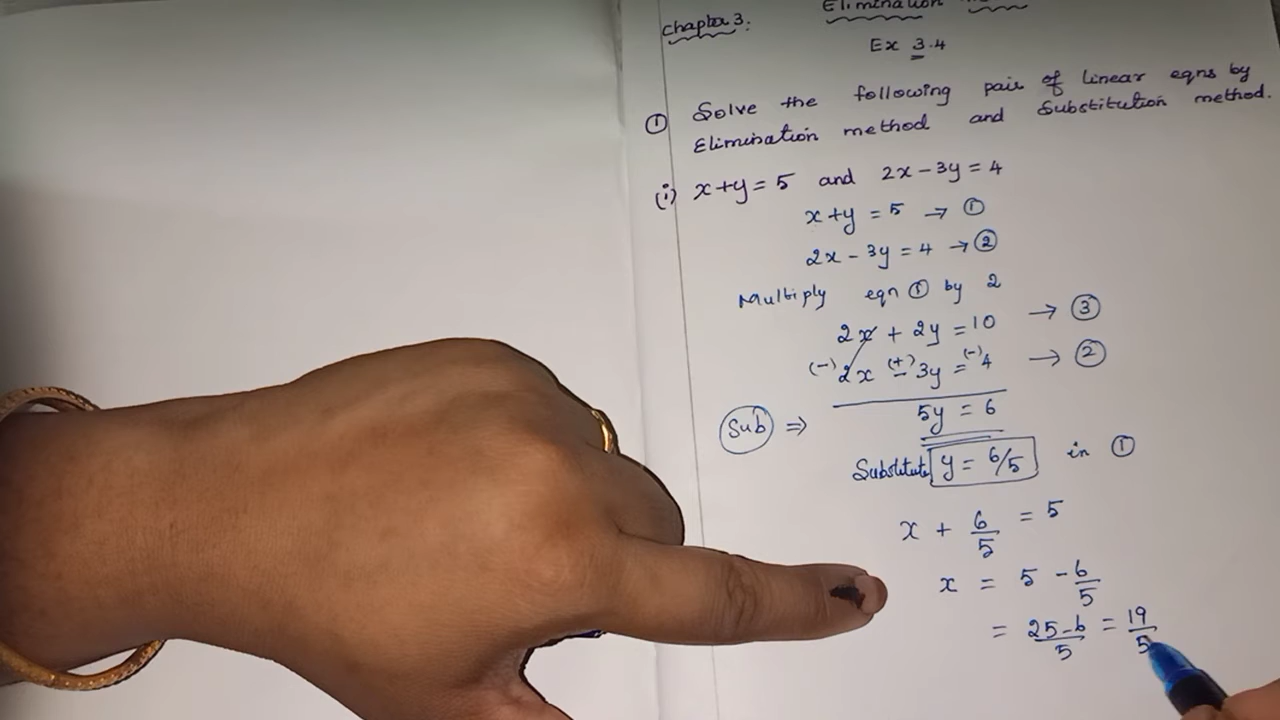 Chapter 3.
Elimination
Ex 3.4
① Solve the following pair of linear eqns by
Elimination method and Substitution method.
(i) x+y = 5 and 2x-3y = 4
x+y = 5 → ①
2x - 3y = 4 → ②
Multiply eqn ① by 2
2x + 2y = 10 → ③
(-) 2x (+) - 3y = (-) 4 → ②
Sub ⇒ 5y = 6
Substitute y = 6/5 in ①
x + 6/5 = 5
x = 5 - 6/5
= 25-6/5 = 19/5